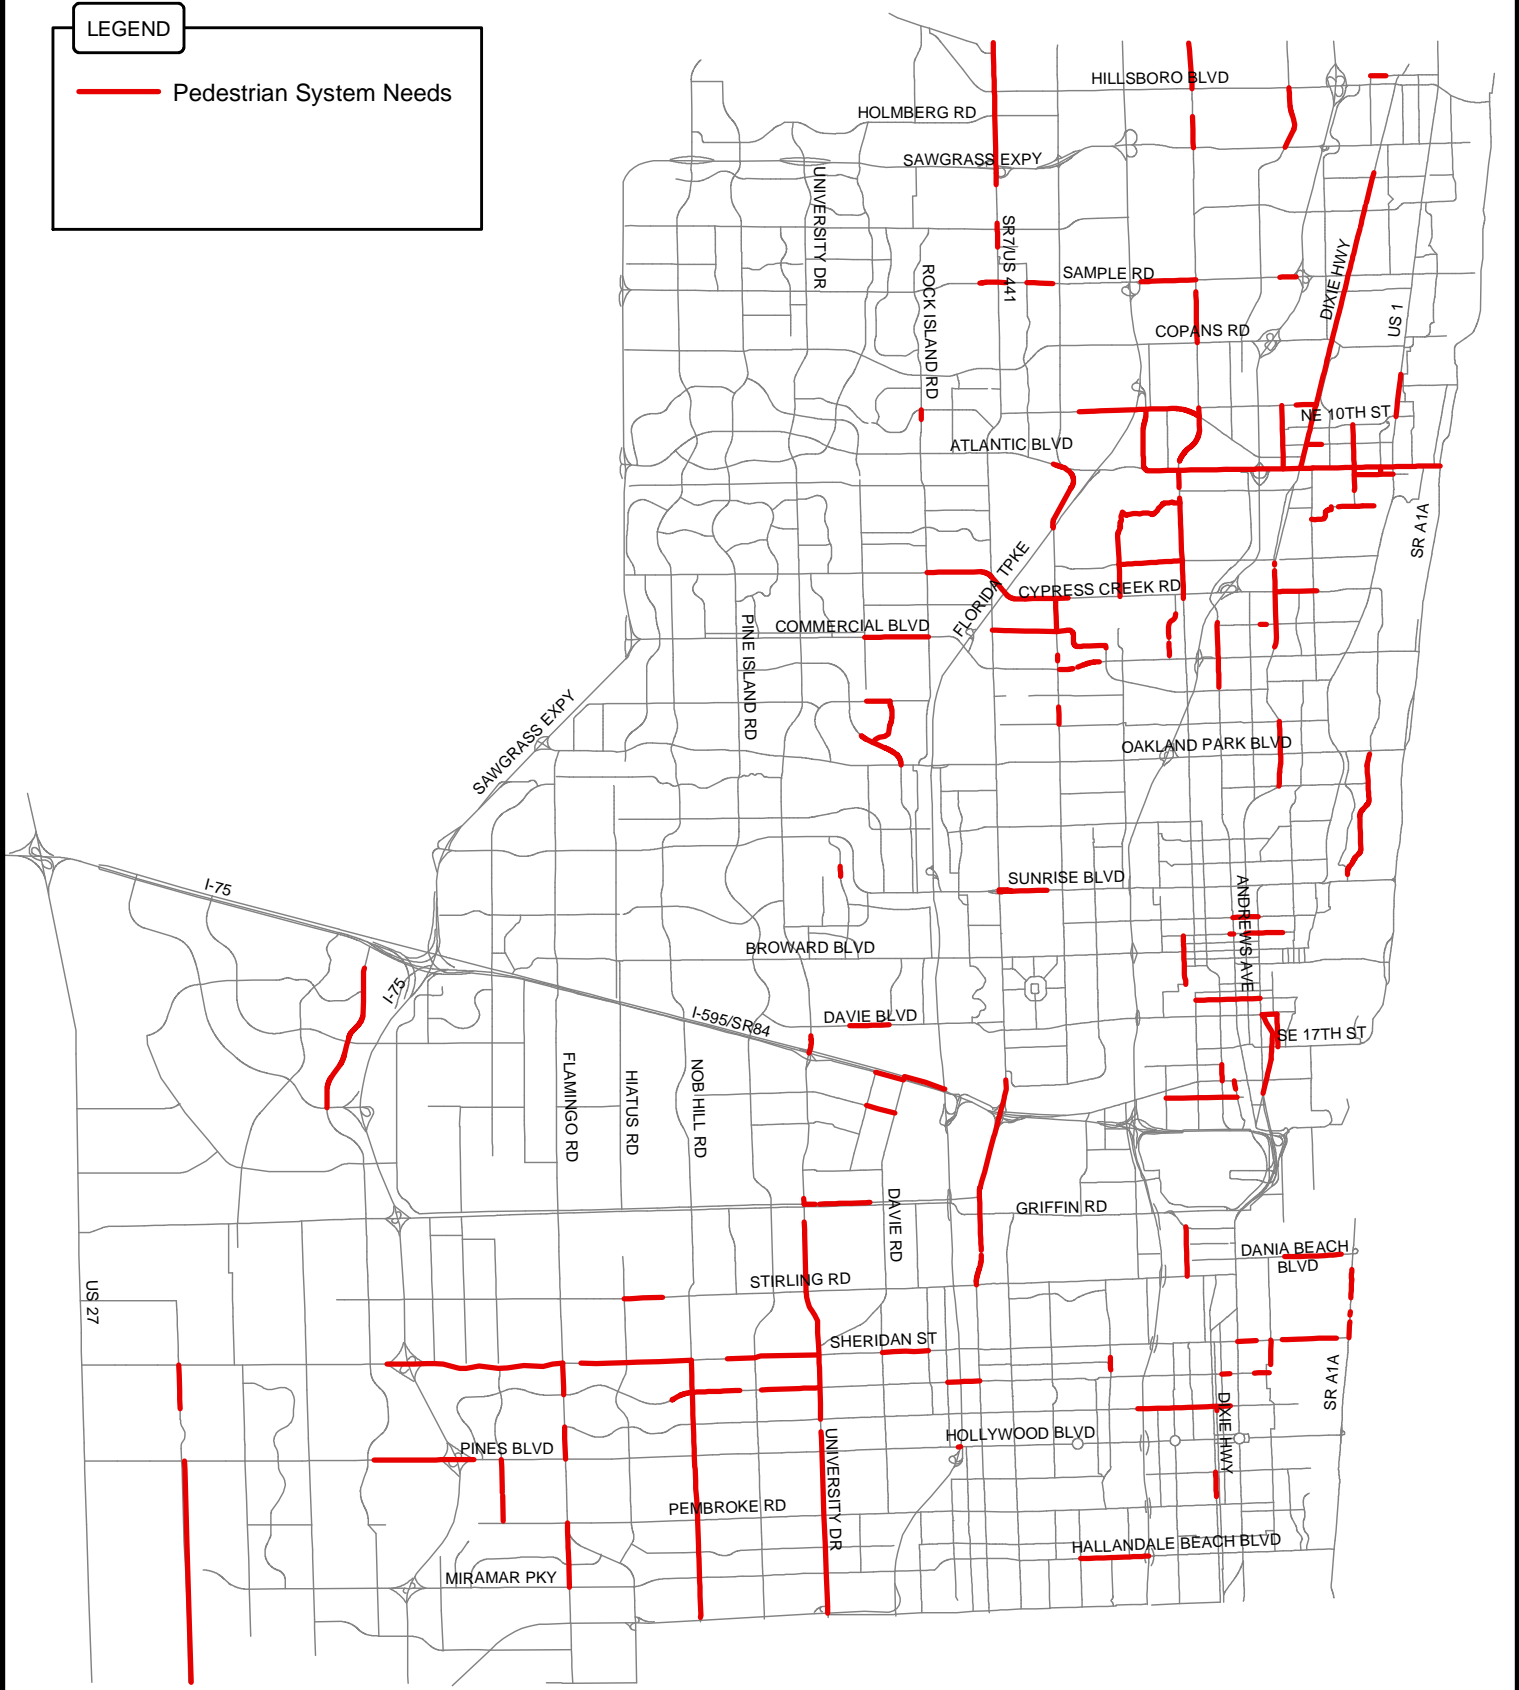 LEGEND
Pedestrian System Needs
HILLSBORO BLVD
HOLMBERG RD
SAWGRASS EXPY
UNIVERSITY DR
SR7/US 441
DIXIE HWY
ROCK ISLAND RD
SAMPLE RD
US 1
COPANS RD
NE 10TH ST
ATLANTIC BLVD
SR A1A
FLORIDA TPKE
CYPRESS CREEK RD
COMMERCIAL BLVD
PINE ISLAND RD
SAWGRASS EXPY
OAKLAND PARK BLVD
I-75
SUNRISE BLVD
ANDREWS AVE
BROWARD BLVD
I-75
I-595/SR84
DAVIE BLVD
SE 17TH ST
FLAMINGO RD
HIATUS RD
NOB HILL RD
DAVIE RD
GRIFFIN RD
DANIA BEACH
BLVD
US 27
STIRLING RD
SHERIDAN ST
SR A1A
DIXIE HWY
HOLLYWOOD BLVD
PINES BLVD
UNIVERSITY DR
PEMBROKE RD
HALLANDALE BEACH BLVD
MIRAMAR PKY